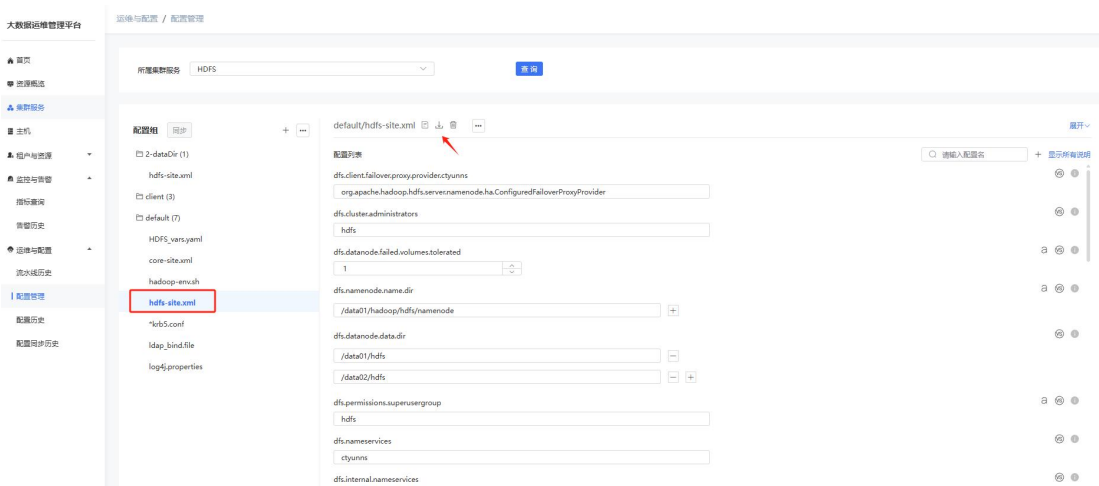 大数据运维管理平台
首页
资源概览
集群服务
主机
租户与资源
监控与告警
指标查询
告警历史
运维与配置
流水线历史
配置管理
配置历史
配置同步历史
运维与配置 / 配置管理
所属集群服务 HDFS 查询
配置组 同步 + ...
2-dataDir (1)
hdfs-site.xml
client (3)
default (7)
HDFS_vars.yaml
core-site.xml
hadoop-env.sh
hdfs-site.xml
*krb5.conf
ldap_bind.file
log4j.properties
default/hdfs-site.xml ... 展开
配置列表 请输入配置名 + 显示所有说明
dfs.client.failover.proxy.provider.ctyunns
org.apache.hadoop.hdfs.server.namenode.ha.ConfiguredFailoverProxyProvider
dfs.cluster.administrators
hdfs
dfs.datanode.failed.volumes.tolerated
1
dfs.namenode.name.dir
/data01/hadoop/hdfs/namenode
dfs.datanode.data.dir
/data01/hdfs
/data02/hdfs
dfs.permissions.superusergroup
hdfs
dfs.nameservices
ctyunns
dfs.internal.nameservices